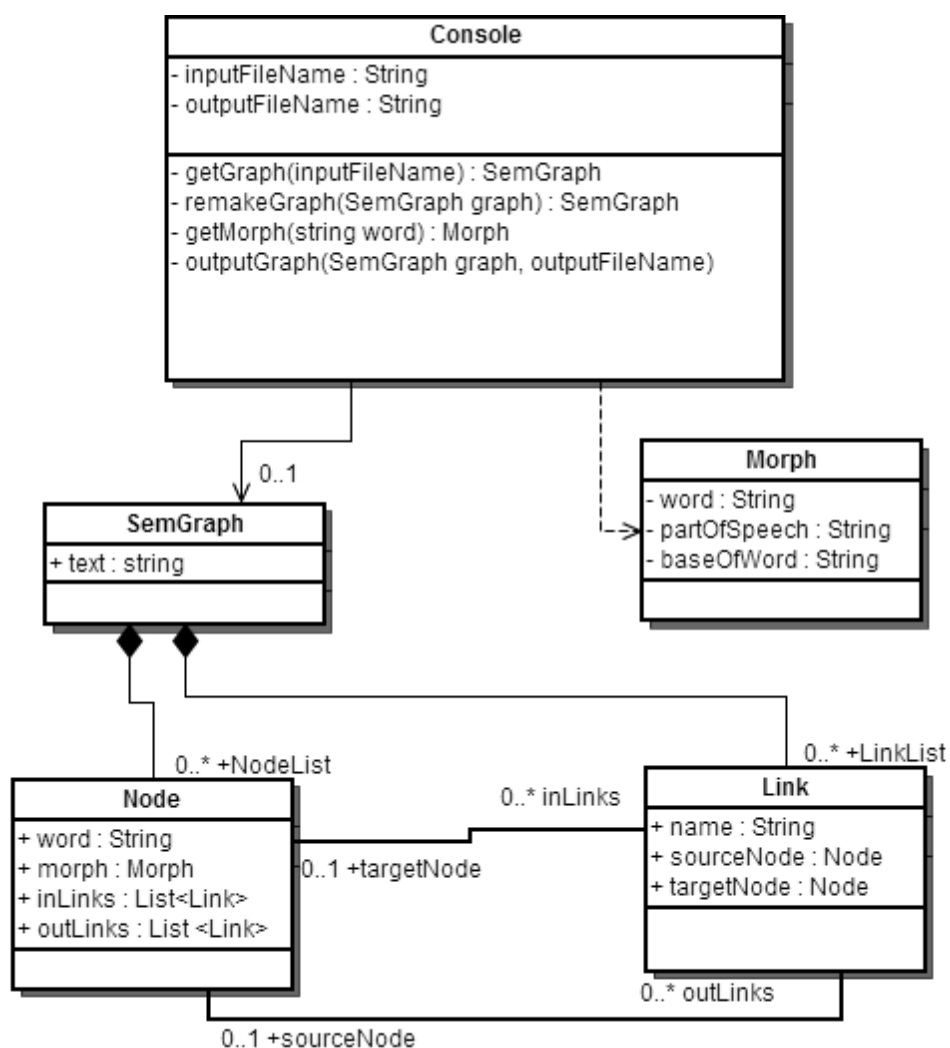 Console
- inputFileName : String
- outputFileName : String
- getGraph(inputFileName) : SemGraph
- remakeGraph(SemGraph graph) : SemGraph
- getMorph(string word) : Morph
- outputGraph(SemGraph graph, outputFileName)
0..1
Morph
- word : String
- partOfSpeech : String
- baseOfWord : String
SemGraph
+ text : string
0..* +NodeList
0..* +LinkList
Node
+ word : String
+ morph : Morph
+ inLinks : List<Link>
+ outLinks : List <Link>
0..* inLinks
0..1 +targetNode
Link
+ name : String
+ sourceNode : Node
+ targetNode : Node
0..* outLinks
0..1 +sourceNode